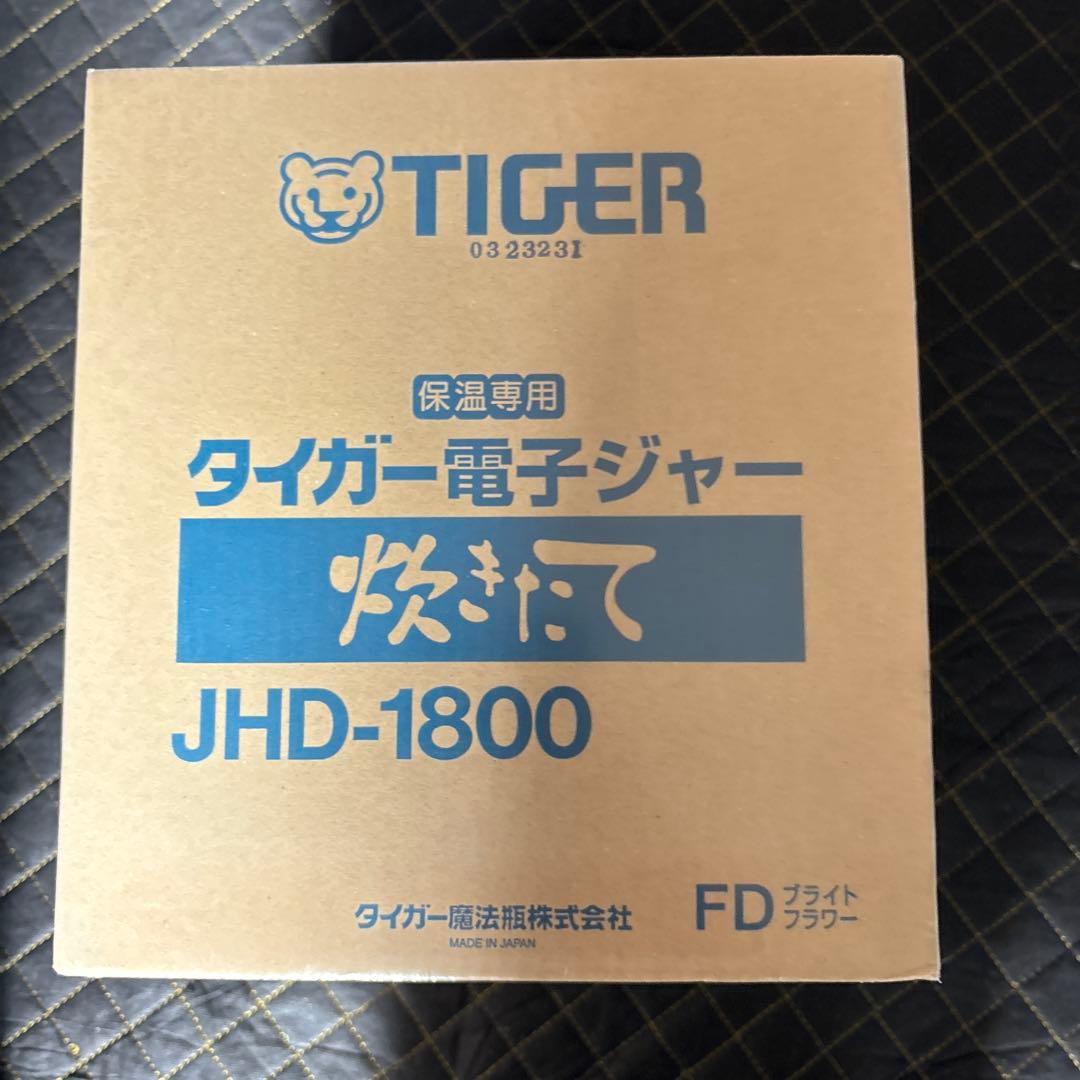 TIGER
0323231
保温専用
タイガー電子ジャー
炊きたて
JHD-1800
タイガー魔法瓶株式会社
MADE IN JAPAN
FD ブライト
フラワー